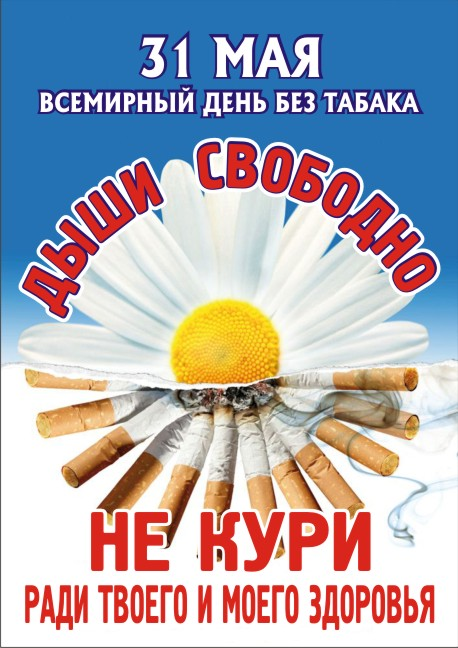 31 МАЯ
ВСЕМИРНЫЙ ДЕНЬ БЕЗ ТАБАКА
ДЫШИ СВОБОДНО
НЕ КУРИ
РАДИ ТВОЕГО И МОЕГО ЗДОРОВЬЯ